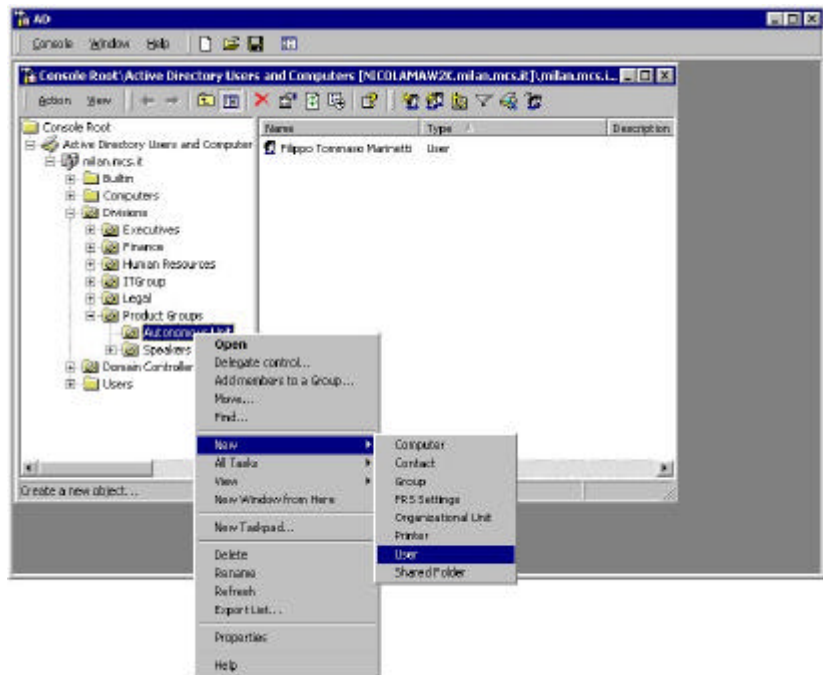 AD
Console Window Help
Console Root\Active Directory Users and Computers [NICOLAMAW2K.milan.mcs.it]\milan.mcs.i...
Action View
Console Root
Active Directory Users and Computer
milan.mcs.it
Builtin
Computers
Divisions
Executives
Finance
Human Resources
ITGroup
Legal
Product Groups
Autonomous Unit
Speakers
Domain Controller
Users
Name Type Description
Filippo Tommaso Marinetti User
Open
Delegate control...
Add members to a Group...
Move...
Find...
New
All Tasks
View
New Window from Here
New Taskpad...
Delete
Rename
Refresh
Export List...
Properties
Help
Computer
Contact
Group
FRS Settings
Organizational Unit
Printer
User
Shared Folder
Create a new object...